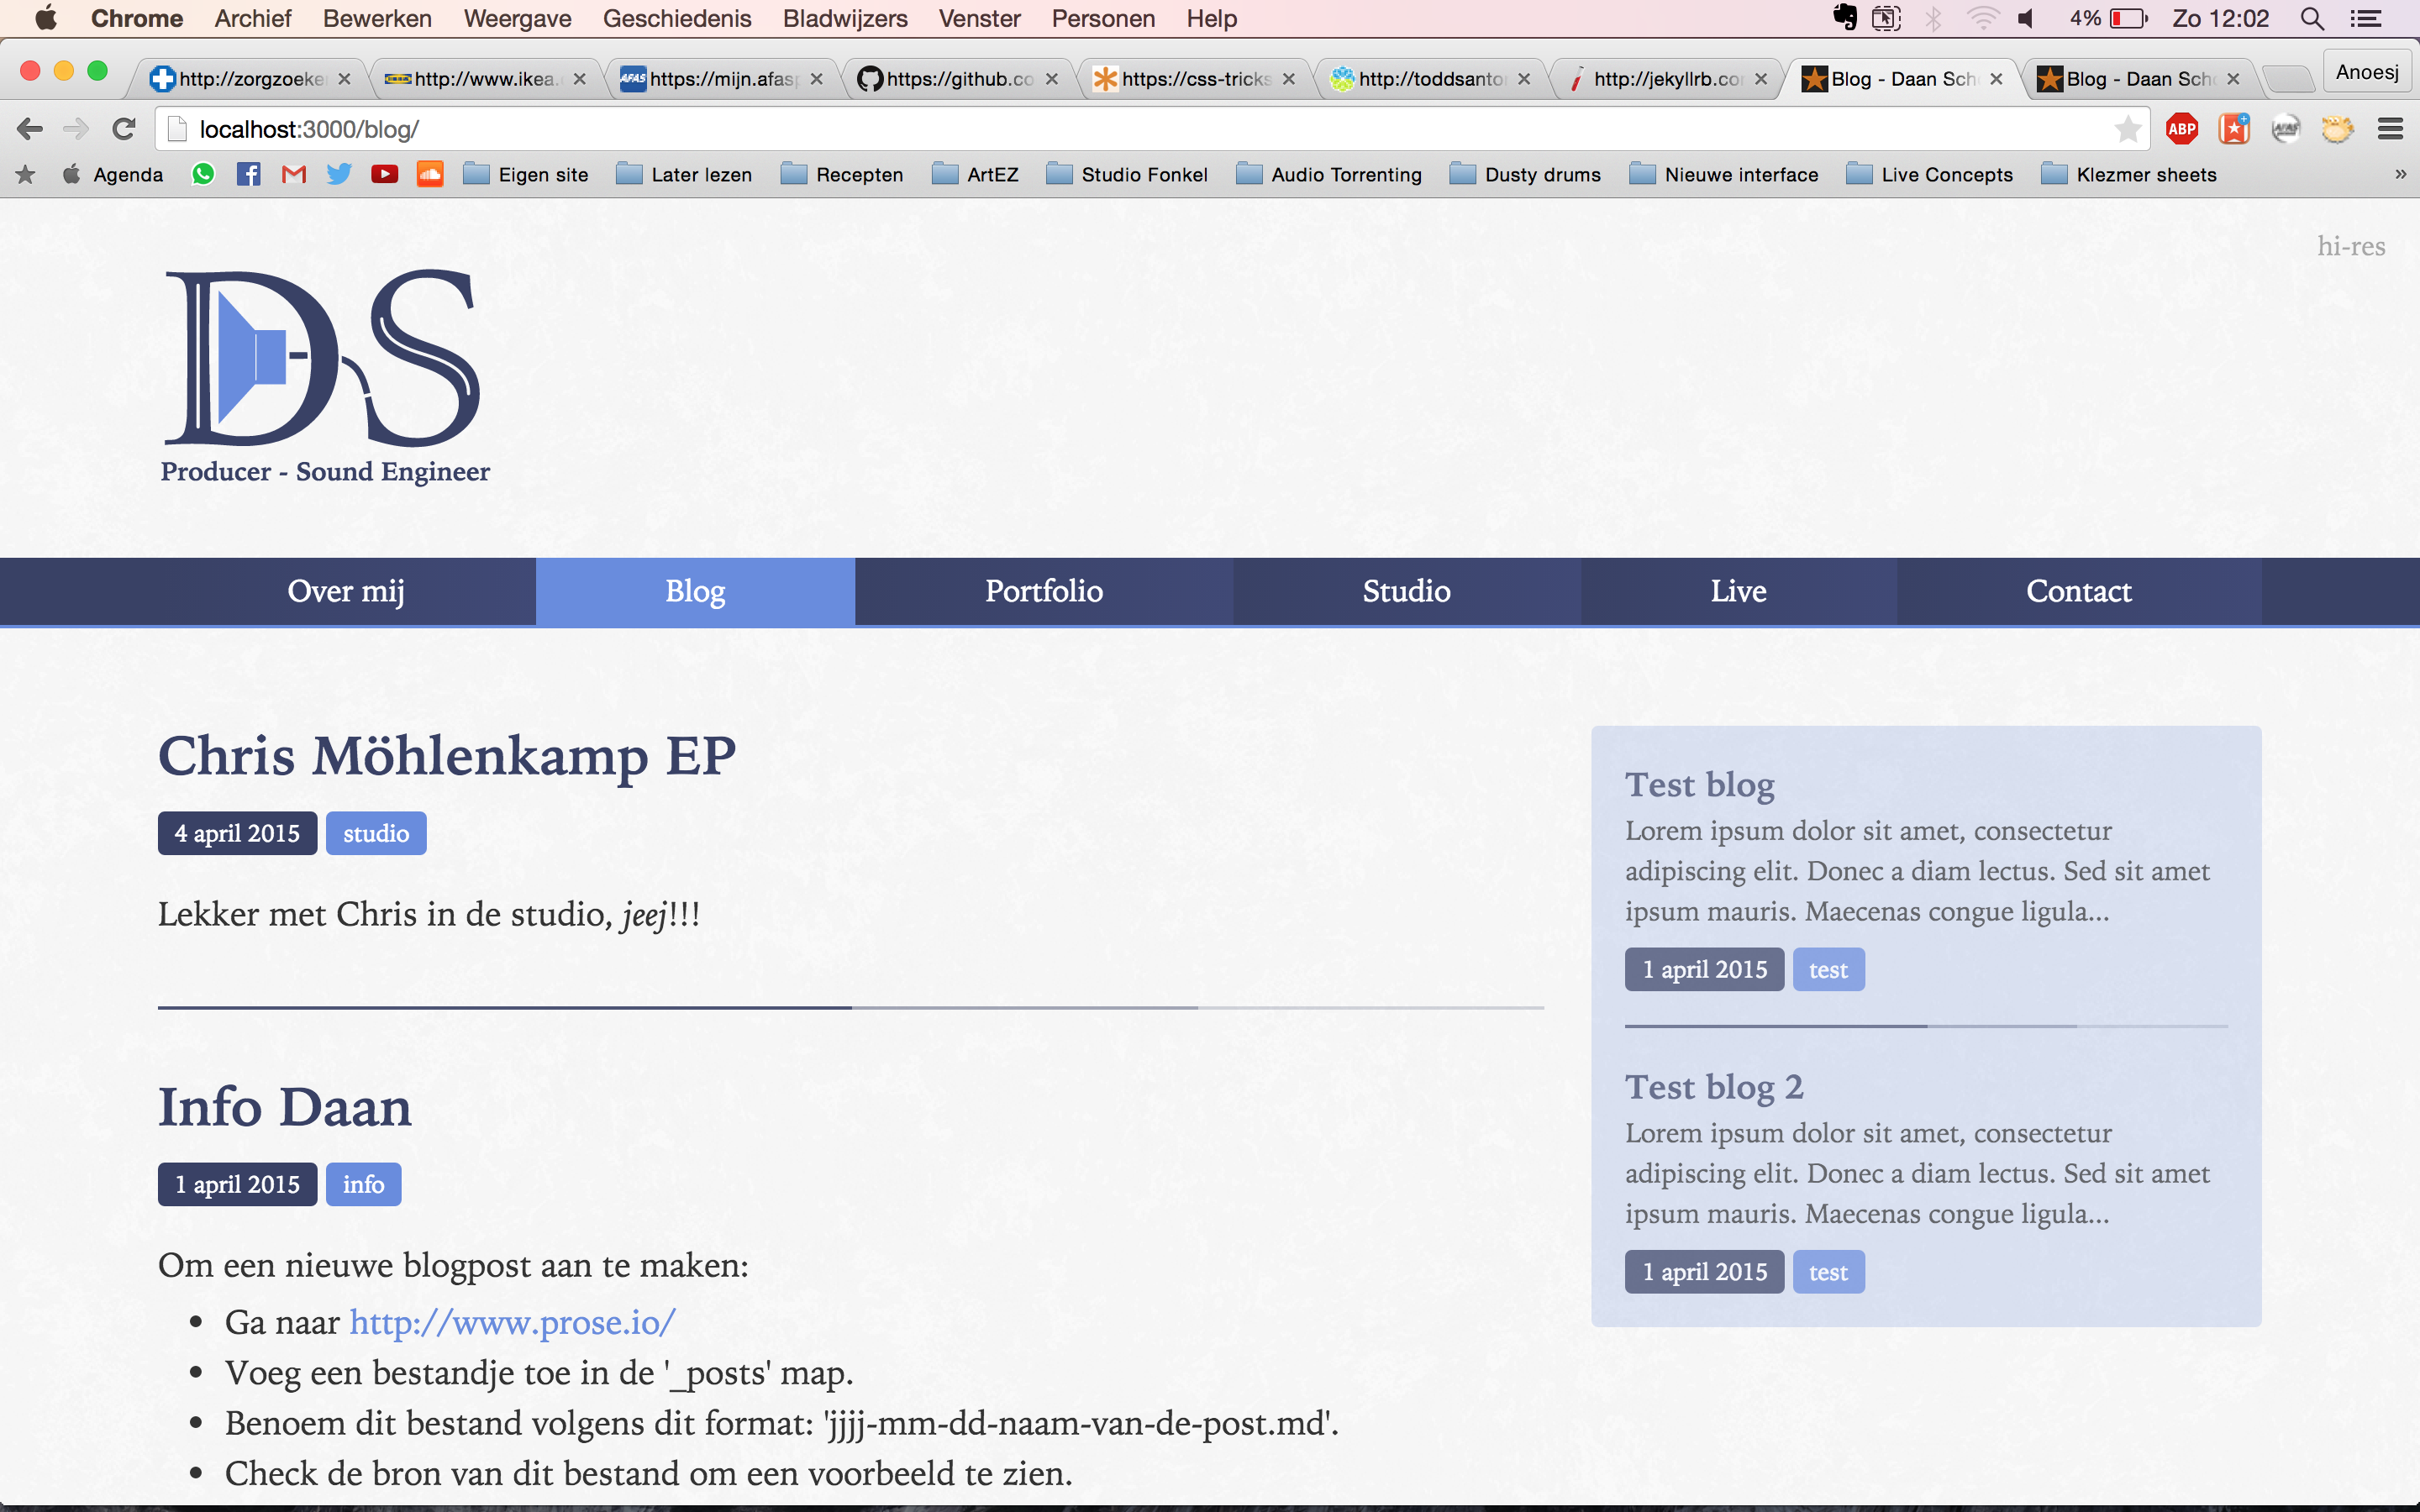 Chrome Archief Bewerken Weergave Geschiedenis Bladwijzers Venster Personen Help 4% Zo 12:02
http://zorgzoeke http://www.ikea. https://mijn.afasp https://github.co https://css-tricks http://toddsanto http://jekyllrb.co Blog - Daan Sch Blog - Daan Sch Anoesj
localhost:3000/blog/ ABP
Agenda Eigen site Later lezen Recepten ArtEZ Studio Fonkel Audio Torrenting Dusty drums Nieuwe interface Live Concepts Klezmer sheets »
hi-res
DS
Producer - Sound Engineer
Over mij Blog Portfolio Studio Live Contact
Chris Möhlenkamp EP
4 april 2015 studio
Lekker met Chris in de studio, jeej!!!
Info Daan
1 april 2015 info
Om een nieuwe blogpost aan te maken:
• Ga naar http://www.prose.io/
• Voeg een bestandje toe in de '_posts' map.
• Benoem dit bestand volgens dit format: 'jjjj-mm-dd-naam-van-de-post.md'.
• Check de bron van dit bestand om een voorbeeld te zien.
Test blog
Lorem ipsum dolor sit amet, consectetur
adipiscing elit. Donec a diam lectus. Sed sit amet
ipsum mauris. Maecenas congue ligula...
1 april 2015 test
Test blog 2
Lorem ipsum dolor sit amet, consectetur
adipiscing elit. Donec a diam lectus. Sed sit amet
ipsum mauris. Maecenas congue ligula...
1 april 2015 test